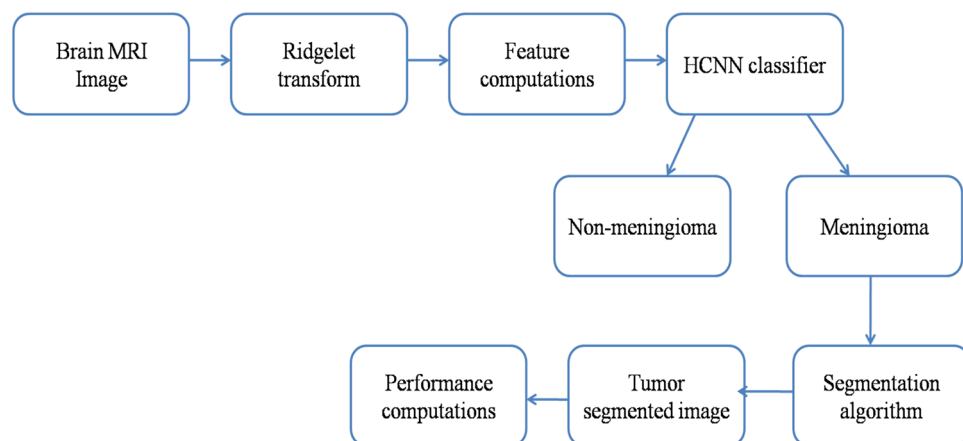 Brain MRI
Image
Ridgelet
transform
Feature
computations
HCNN classifier
Non-meningioma
Meningioma
Performance
computations
Tumor
segmented image
Segmentation
algorithm